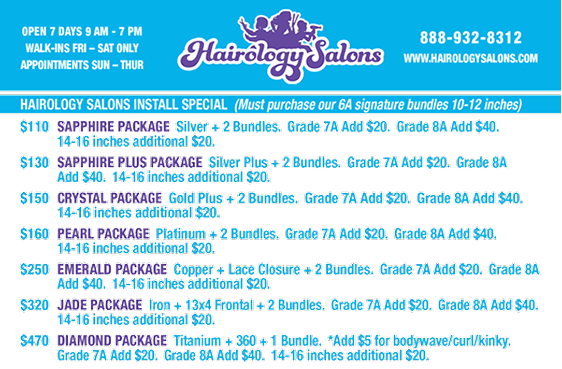 OPEN 7 DAYS 9 AM - 7 PM
WALK-INS FRI – SAT ONLY
APPOINTMENTS SUN – THUR
Hairology Salons
888-932-8312
WWW.HAIROLOGYSALONS.COM
HAIROLOGY SALONS INSTALL SPECIAL (Must purchase our 6A signature bundles 10-12 inches)
$110 SAPPHIRE PACKAGE Silver + 2 Bundles. Grade 7A Add $20. Grade 8A Add $40.
14-16 inches additional $20.
$130 SAPPHIRE PLUS PACKAGE Silver Plus + 2 Bundles. Grade 7A Add $20. Grade 8A
Add $40. 14-16 inches additional $20.
$150 CRYSTAL PACKAGE Gold Plus + 2 Bundles. Grade 7A Add $20. Grade 8A Add $40.
14-16 inches additional $20.
$160 PEARL PACKAGE Platinum + 2 Bundles. Grade 7A Add $20. Grade 8A Add $40.
14-16 inches additional $20.
$250 EMERALD PACKAGE Copper + Lace Closure + 2 Bundles. Grade 7A Add $20. Grade 8A
Add $40. 14-16 inches additional $20.
$320 JADE PACKAGE Iron + 13x4 Frontal + 2 Bundles. Grade 7A Add $20. Grade 8A Add $40.
14-16 inches additional $20.
$470 DIAMOND PACKAGE Titanium + 360 + 1 Bundle. *Add $5 for bodywave/curl/kinky.
Grade 7A Add $20. Grade 8A Add $40. 14-16 inches additional $20.